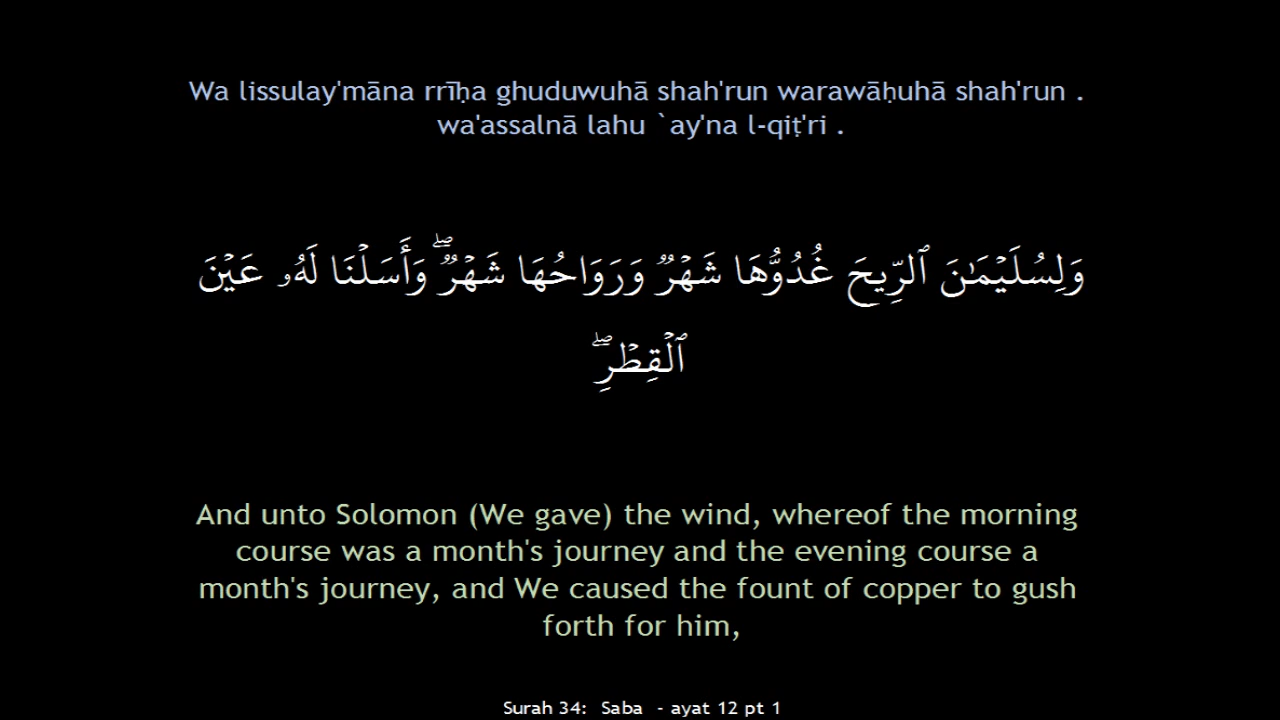 Wa lissulay'māna rrīḥa ghuduwuhā shah'run warawāḥuhā shah'run .
wa'assalnā lahu `ay'na l-qiṭ'ri .
وَلِسُلَيْمَـٰنَ ٱلرِّيحَ غُدُوُّهَا شَهْرٌ وَرَوَاحُهَا شَهْرٌ ۖ وَأَسَلْنَا لَهُۥ عَيْنَ
ٱلْقِطْرِ ۖ
And unto Solomon (We gave) the wind, whereof the morning
course was a month's journey and the evening course a
month's journey, and We caused the fount of copper to gush
forth for him,
Surah 34: Saba - ayat 12 pt 1